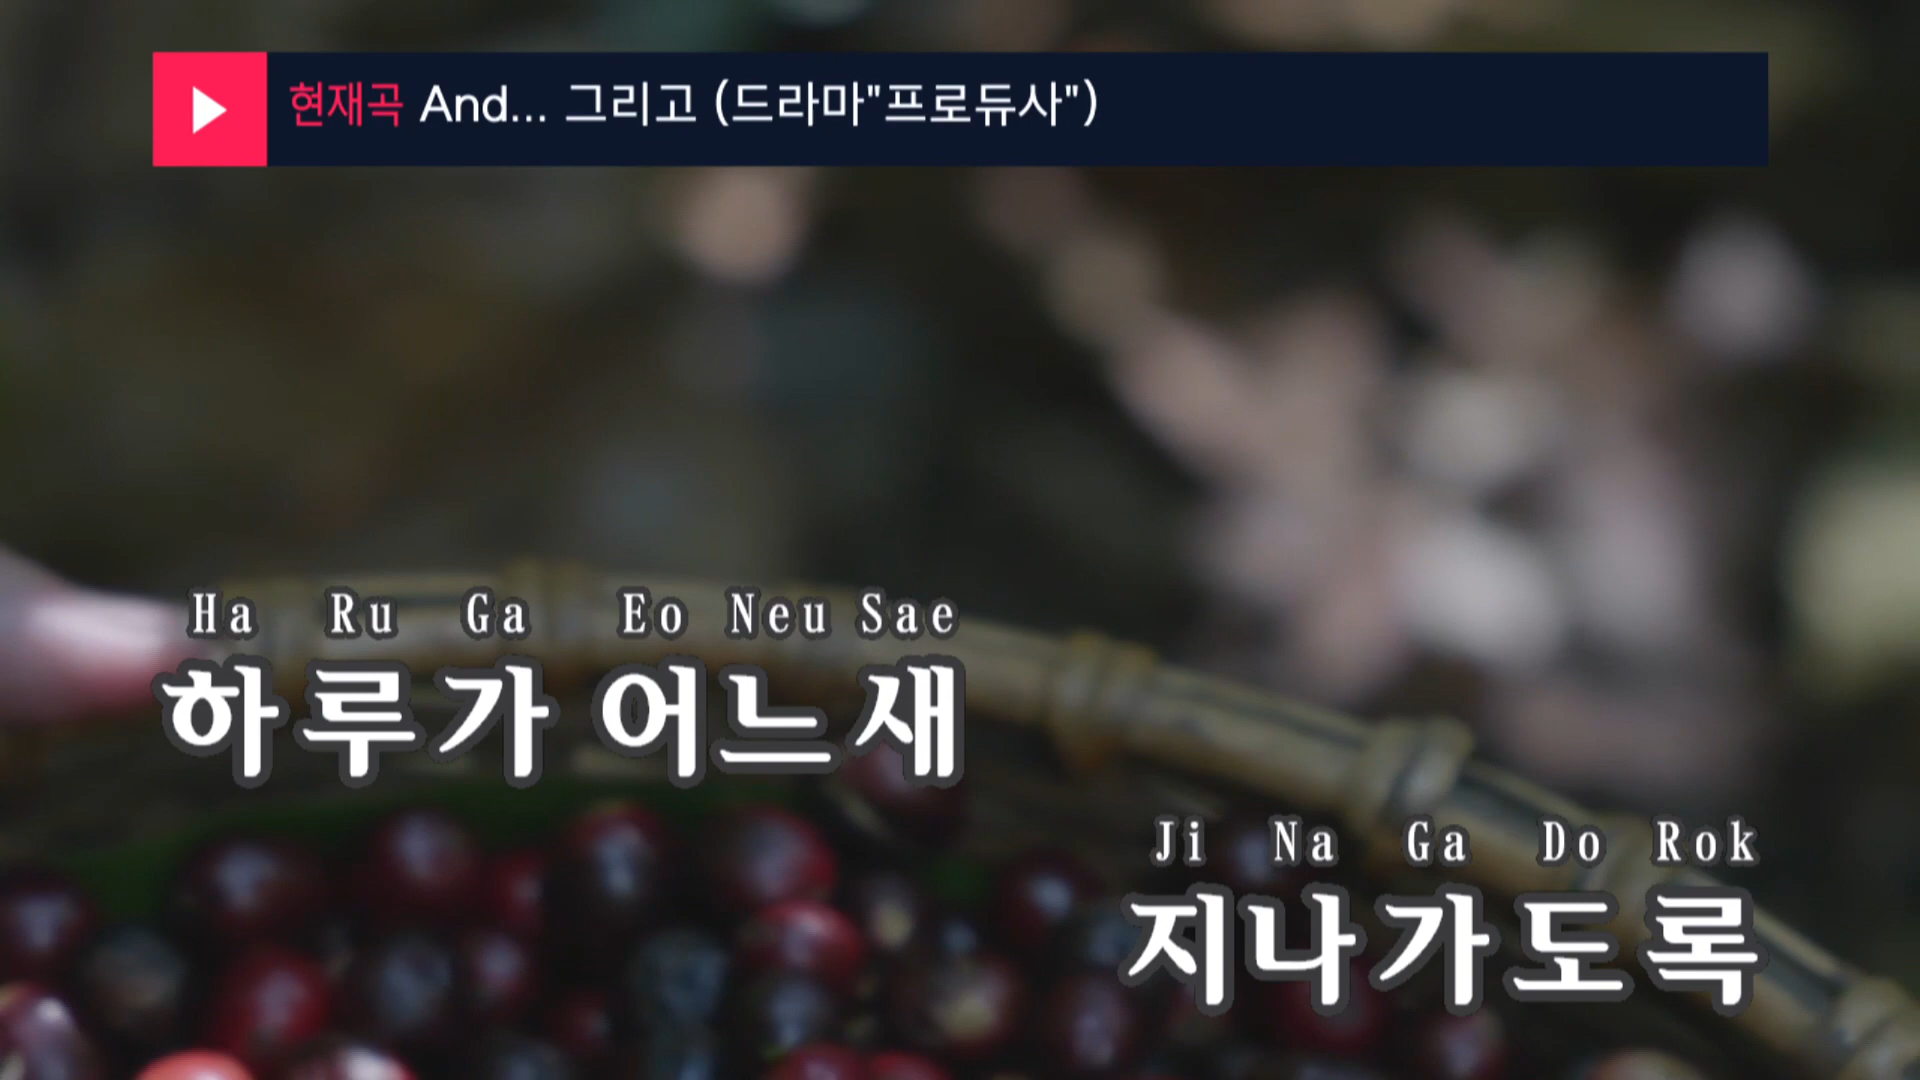 현재곡 And... 그리고 (드라마"프로듀사")
Ha Ru Ga Eo Neu Sae
하루가 어느새
Ji Na Ga Do Rok
지나가도록